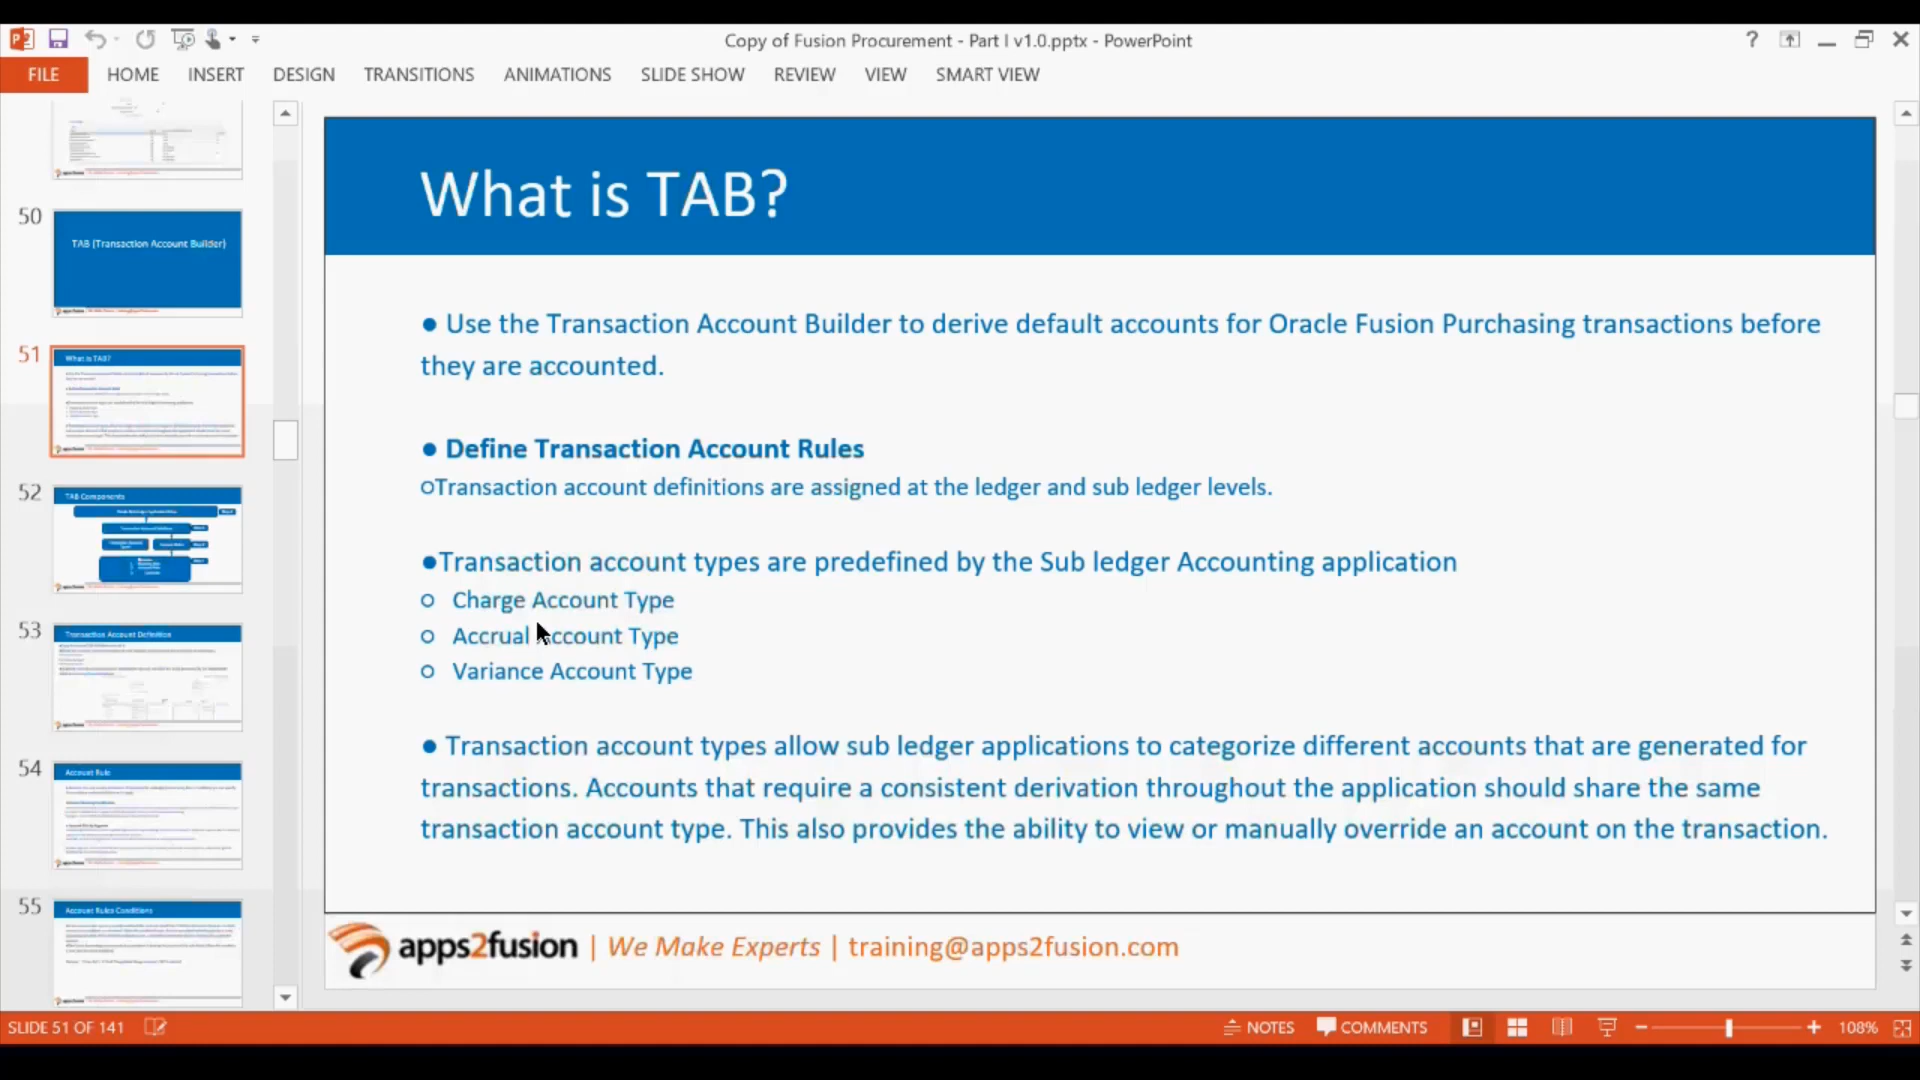 Copy of Fusion Procurement - Part I v1.0.pptx - PowerPoint
FILE HOME INSERT DESIGN TRANSITIONS ANIMATIONS SLIDE SHOW REVIEW VIEW SMART VIEW
50
TAB (Transaction Account Builder)
51
What is TAB?
52
TAB Components
53
Transaction Account Definition
54
Account Rule
55
Account Rules Conditions
What is TAB?
● Use the Transaction Account Builder to derive default accounts for Oracle Fusion Purchasing transactions before
they are accounted.
● Define Transaction Account Rules
oTransaction account definitions are assigned at the ledger and sub ledger levels.
●Transaction account types are predefined by the Sub ledger Accounting application
o Charge Account Type
o Accrual Account Type
o Variance Account Type
● Transaction account types allow sub ledger applications to categorize different accounts that are generated for
transactions. Accounts that require a consistent derivation throughout the application should share the same
transaction account type. This also provides the ability to view or manually override an account on the transaction.
apps2fusion | We Make Experts | training@apps2fusion.com
SLIDE 51 OF 141 NOTES COMMENTS 108%